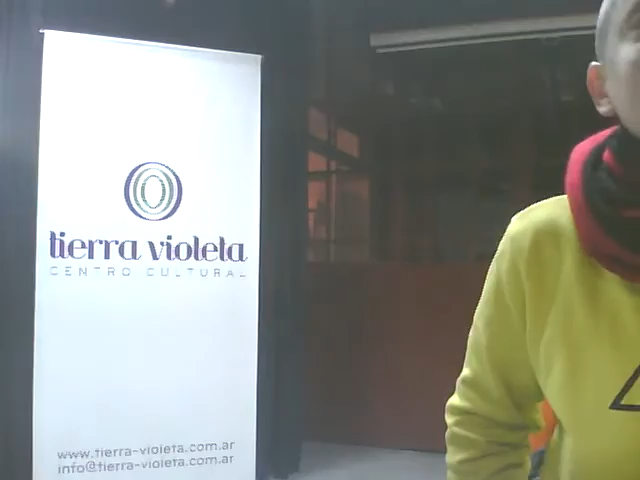 tierra violeta
CENTRO CULTURAL
www.tierra-violeta.com.ar
info@tierra-violeta.com.ar